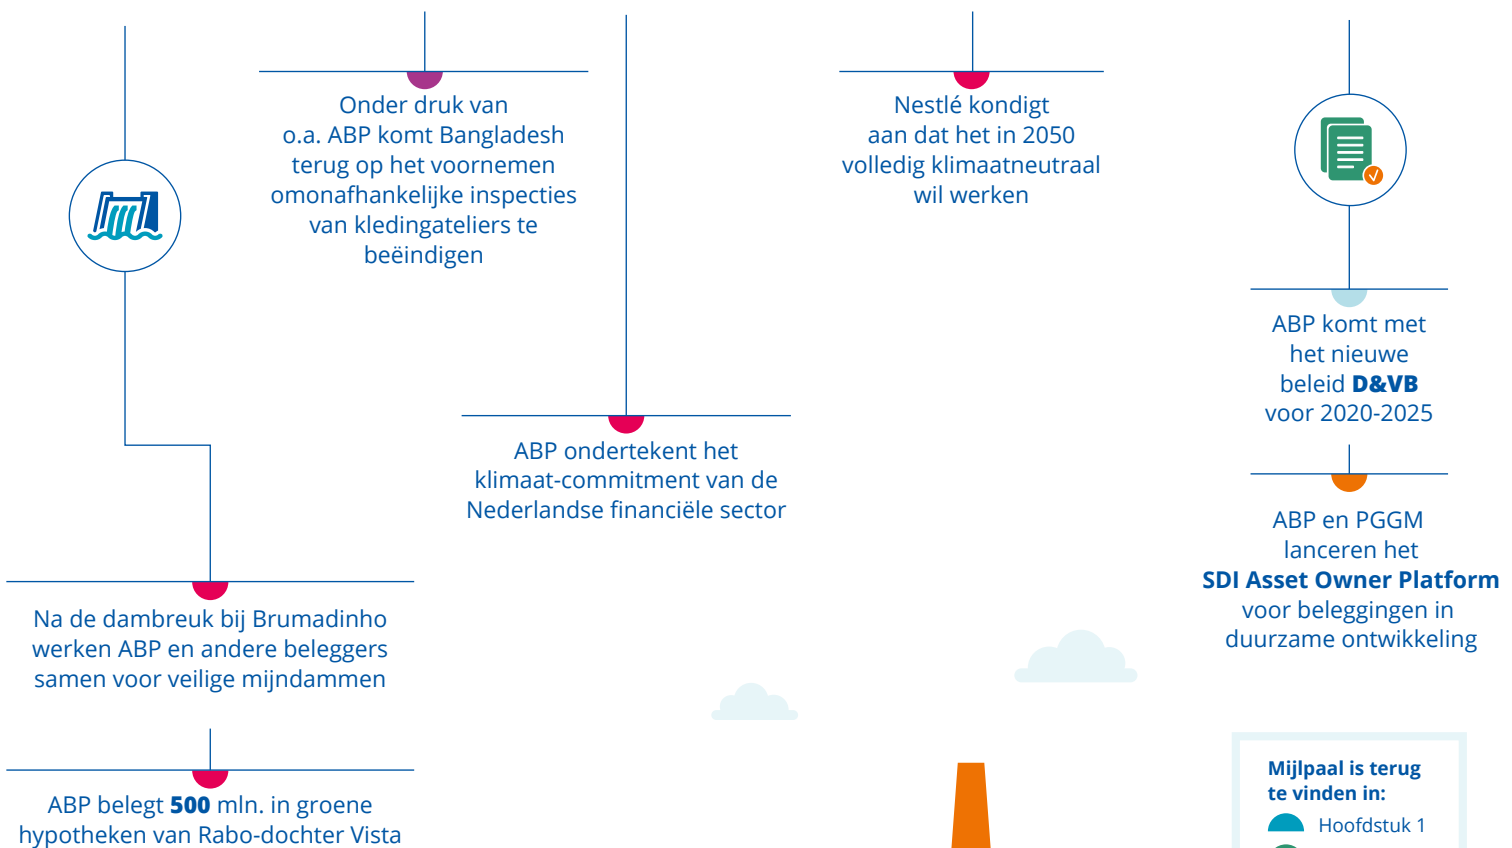 Onder druk van
o.a. ABP komt Bangladesh
terug op het voornemen
omonafhankelijke inspecties
van kledingateliers te
beëindigen
Nestlé kondigt
aan dat het in 2050
volledig klimaatneutraal
wil werken
ABP komt met
het nieuwe
beleid D&VB
voor 2020-2025
ABP ondertekent het
klimaat-commitment van de
Nederlandse financiële sector
ABP en PGGM
lanceren het
SDI Asset Owner Platform
voor beleggingen in
duurzame ontwikkeling
Na de dambreuk bij Brumadinho
werken ABP en andere beleggers
samen voor veilige mijndammen
ABP belegt 500 mln. in groene
hypotheken van Rabo-dochter Vista
Mijlpaal is terug
te vinden in:
Hoofdstuk 1